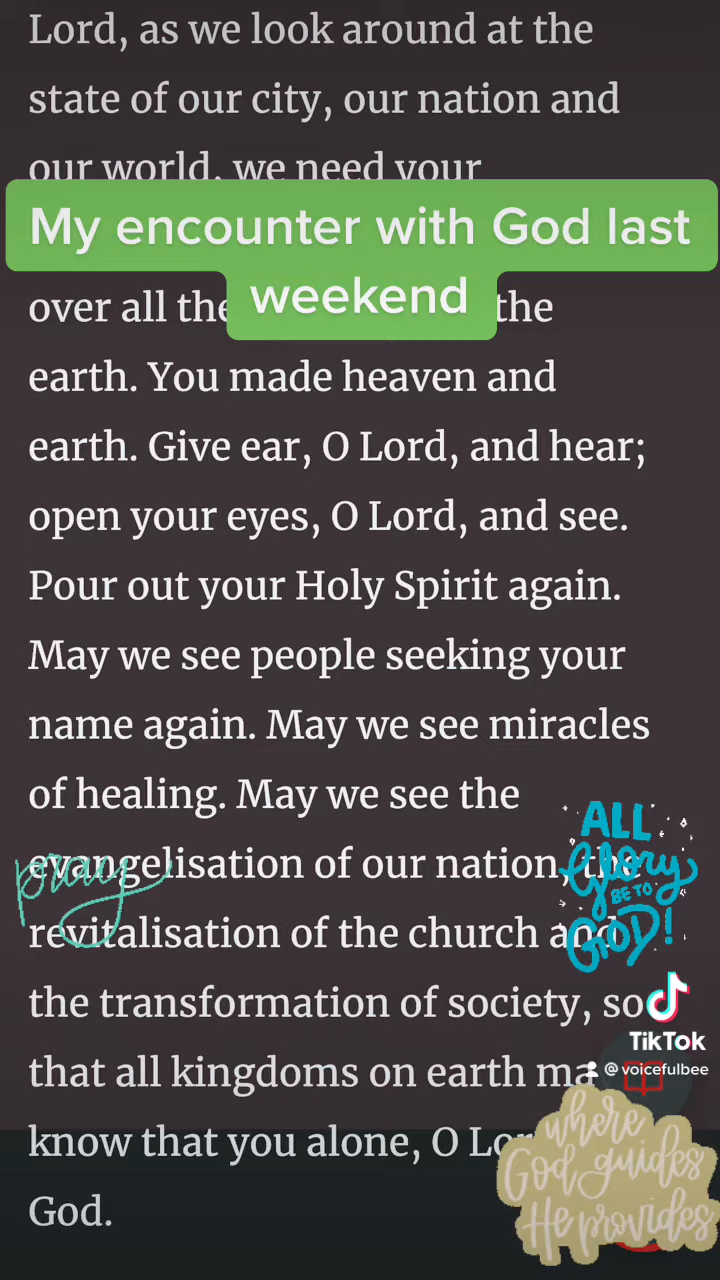 Lord, as we look around at the
state of our city, our nation and
our world, we need your
My encounter with God last
weekend
over all the the
earth. You made heaven and
earth. Give ear, O Lord, and hear;
open your eyes, O Lord, and see.
Pour out your Holy Spirit again.
May we see people seeking your
name again. May we see miracles
of healing. May we see the
evangelisation of our nation, the
pray
revitalisation of the church and
ALL
Glory
BE TO
GOD!
the transformation of society, so
TikTok
@voicefulbee
that all kingdoms on earth ma
know that you alone, O Lo
God.
where
God guides
He provides